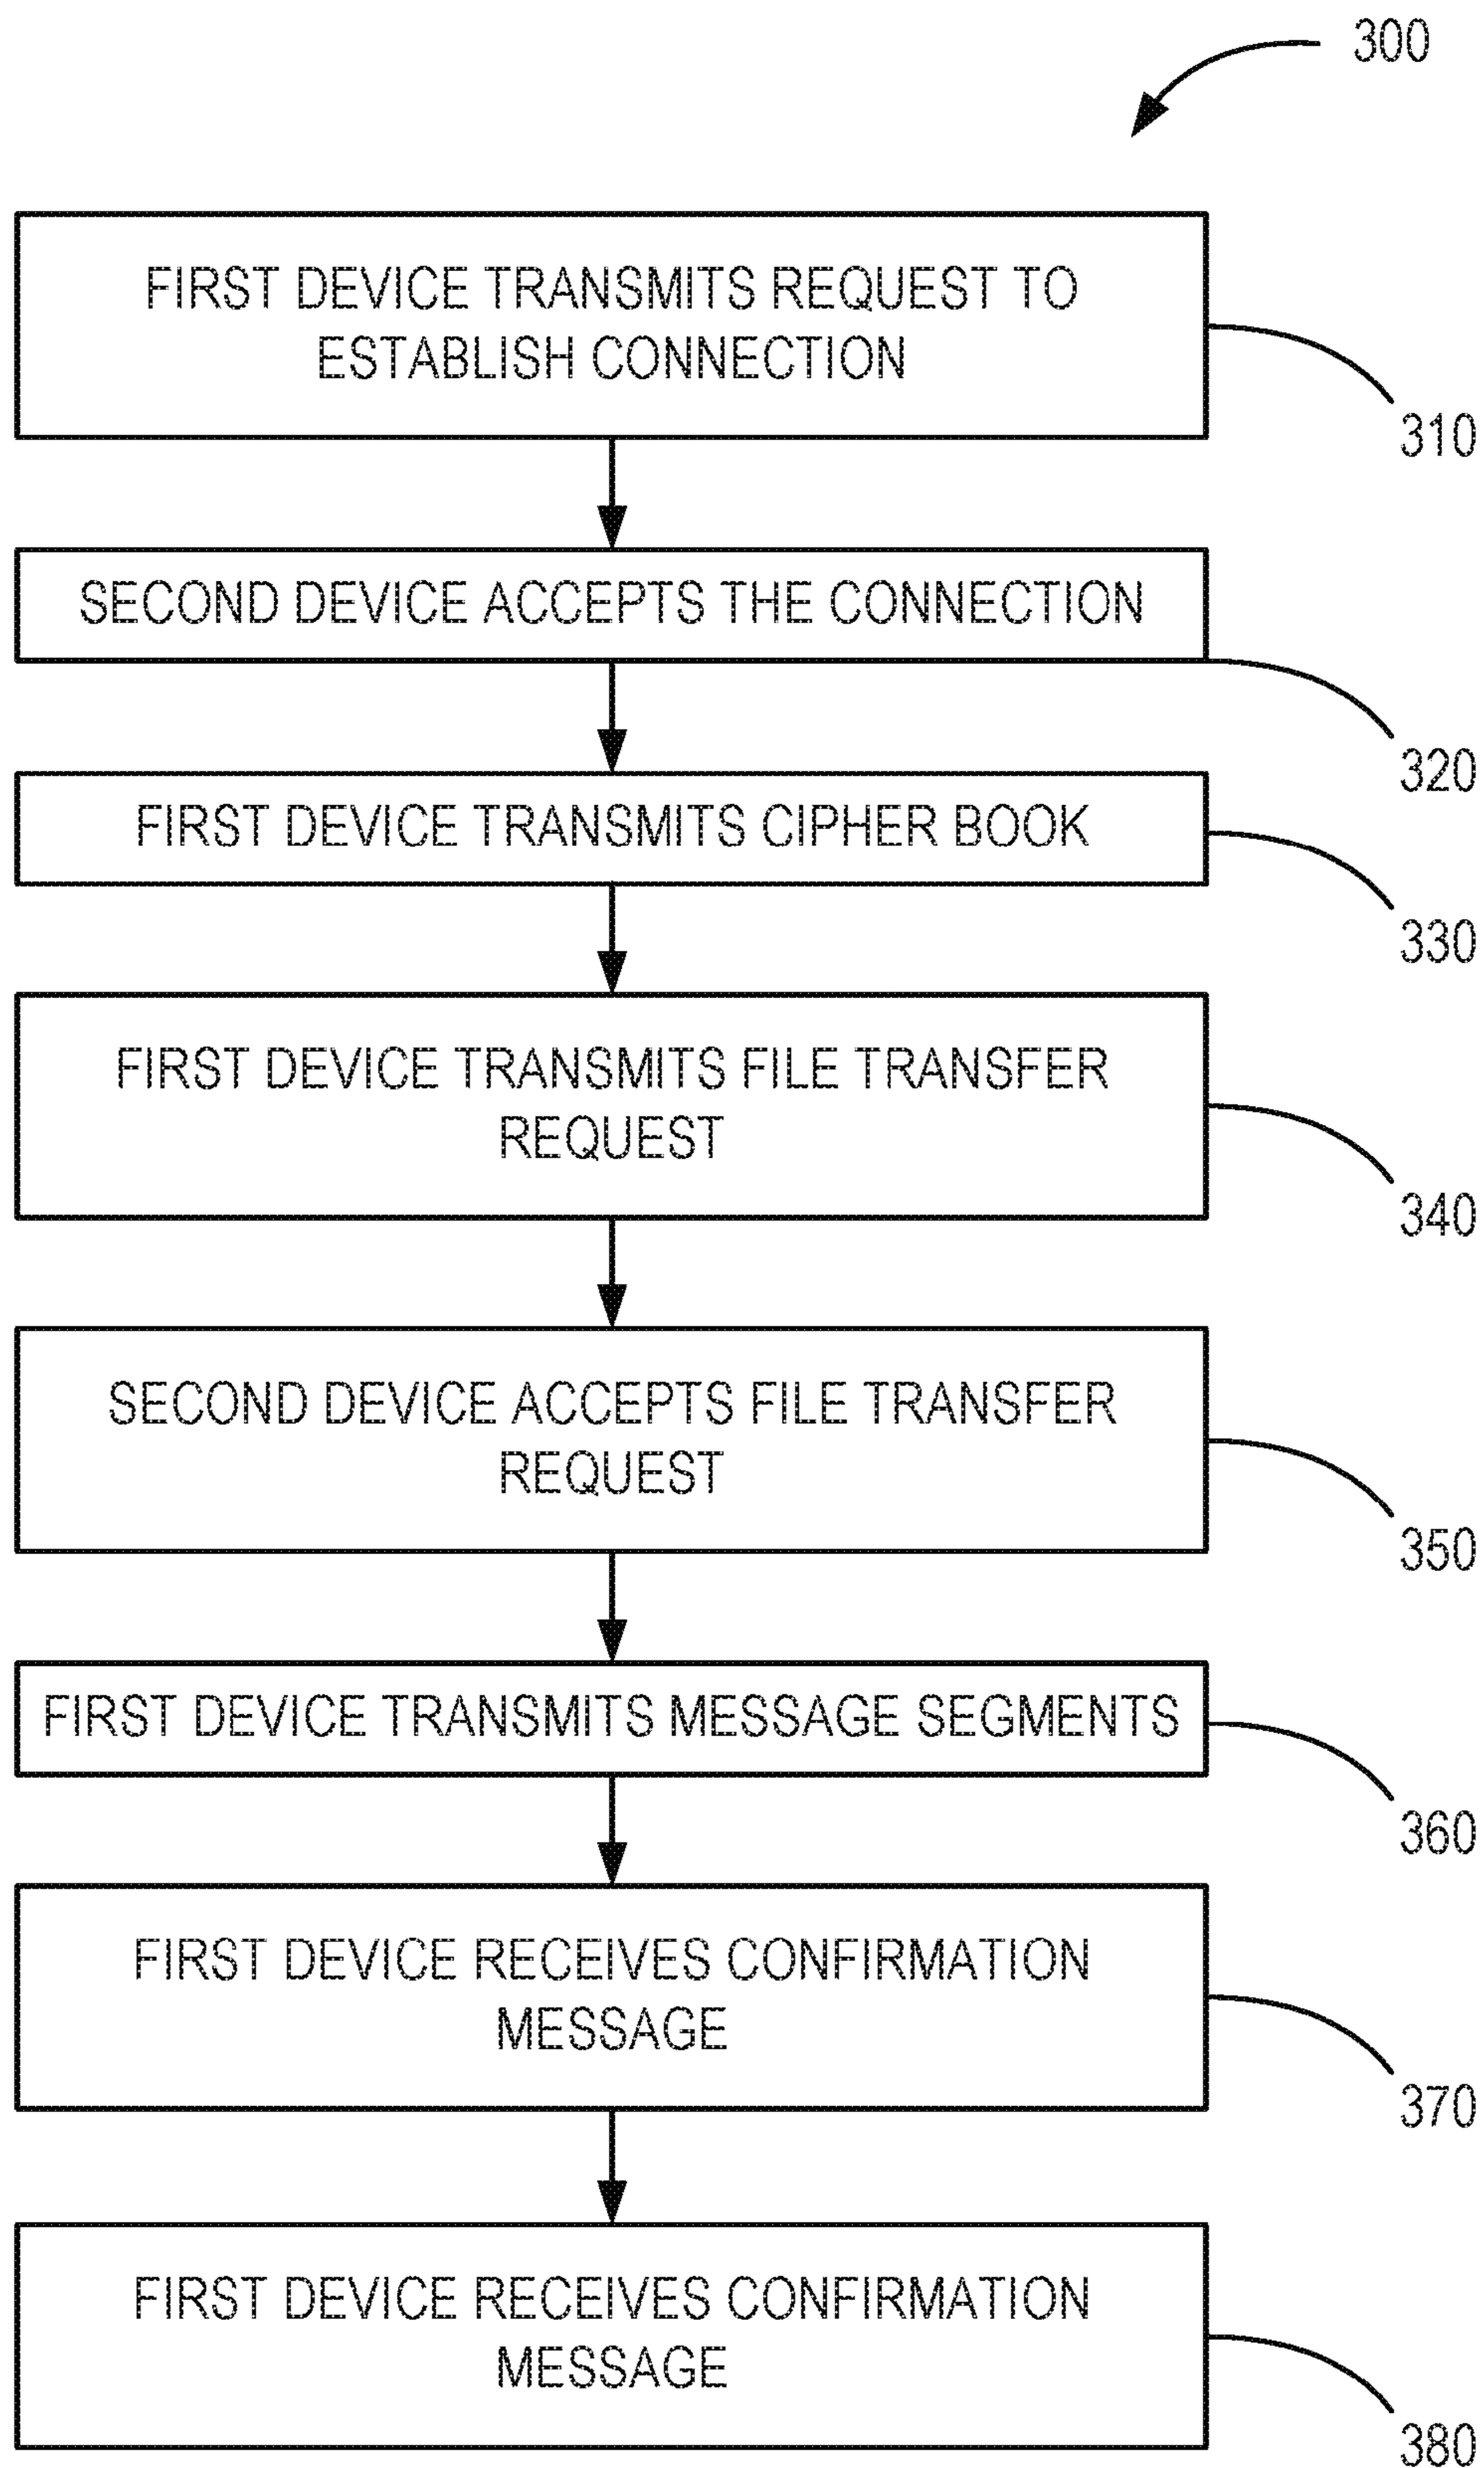 300
FIRST DEVICE TRANSMITS REQUEST TO
ESTABLISH CONNECTION
310
SECOND DEVICE ACCEPTS THE CONNECTION
320
FIRST DEVICE TRANSMITS CIPHER BOOK
330
FIRST DEVICE TRANSMITS FILE TRANSFER
REQUEST
340
SECOND DEVICE ACCEPTS FILE TRANSFER
REQUEST
350
FIRST DEVICE TRANSMITS MESSAGE SEGMENTS
360
FIRST DEVICE RECEIVES CONFIRMATION
MESSAGE
370
FIRST DEVICE RECEIVES CONFIRMATION
MESSAGE
380